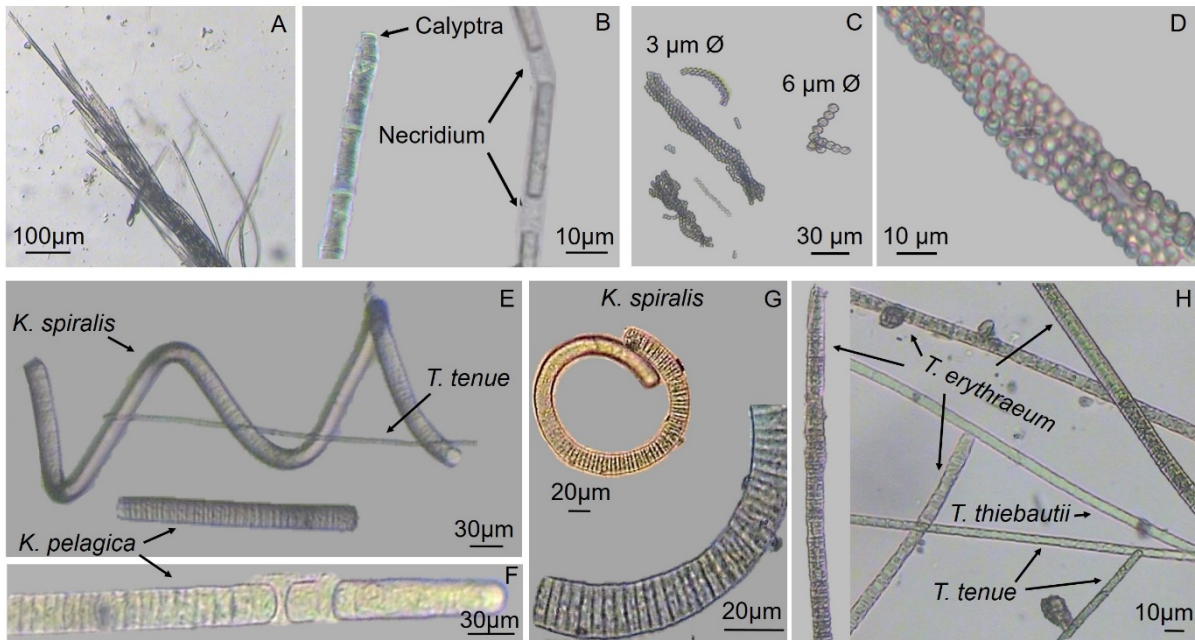 A
100µm
Calyptra
B
Necridium
10µm
C
3 µm Ø
6 µm Ø
30 µm
D
10 µm
E
K. spiralis
T. tenue
K. pelagica
30µm
F
30µm
G
K. spiralis
20µm
20µm
H
T. erythraeum
T. thiebautii
T. tenue
10µm